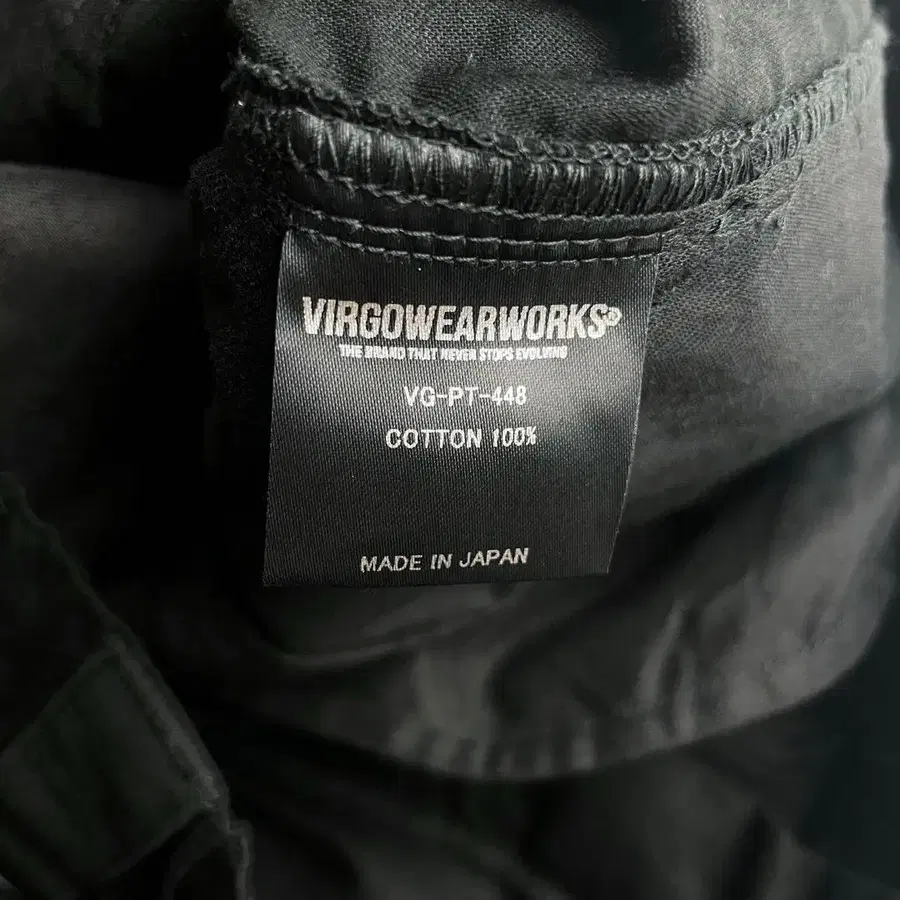 VIRGOWEARWORKS®
THE BRAND THAT NEVER STOPS EVOLVING
VG-PT-448
COTTON 100%
MADE IN JAPAN